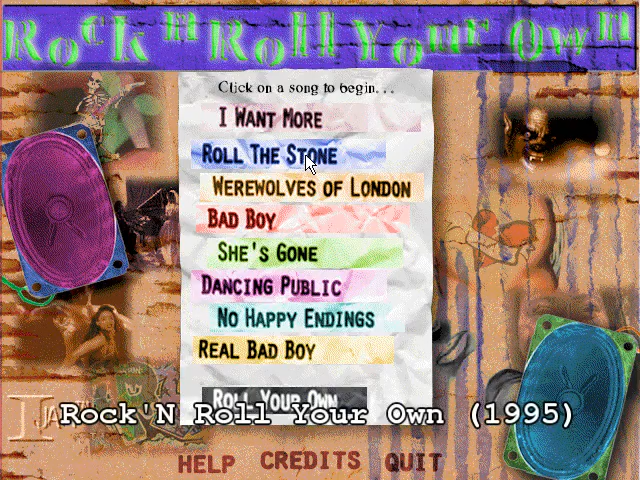 Rock 'n Roll Your Own
Click on a song to begin. . .
I WANT MORE
ROLL THE STONE
WEREWOLVES OF LONDON
BAD BOY
SHE'S GONE
DANCING PUBLIC
NO HAPPY ENDINGS
REAL BAD BOY
ROLL YOUR OWN
Rock'N Roll Your Own (1995)
HELP CREDITS QUIT